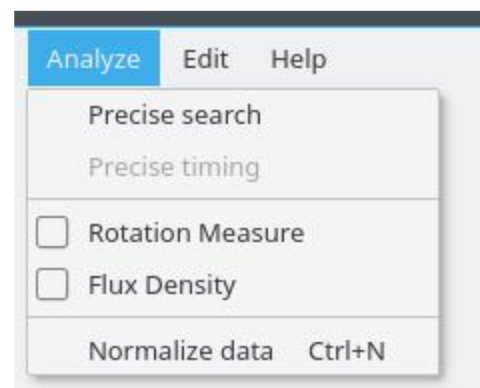 Analyze Edit Help
Precise search
Precise timing
Rotation Measure
Flux Density
Normalize data Ctrl+N